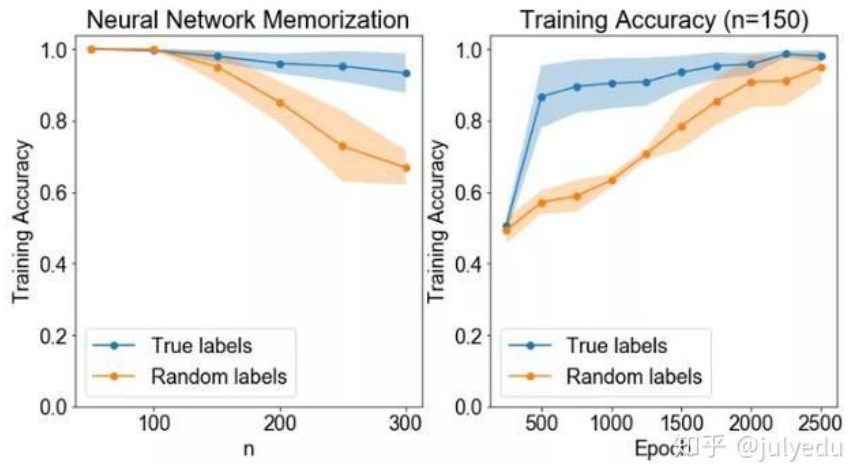 Neural Network Memorization
Training Accuracy
1.0
0.8
0.6
0.4
0.2
0.0
True labels
Random labels
100
200
300
n
Training Accuracy (n=150)
Training Accuracy
1.0
0.8
0.6
0.4
0.2
0.0
True labels
Random labels
500
1000
1500
2000
2500
Epoch
知乎 @julyedu